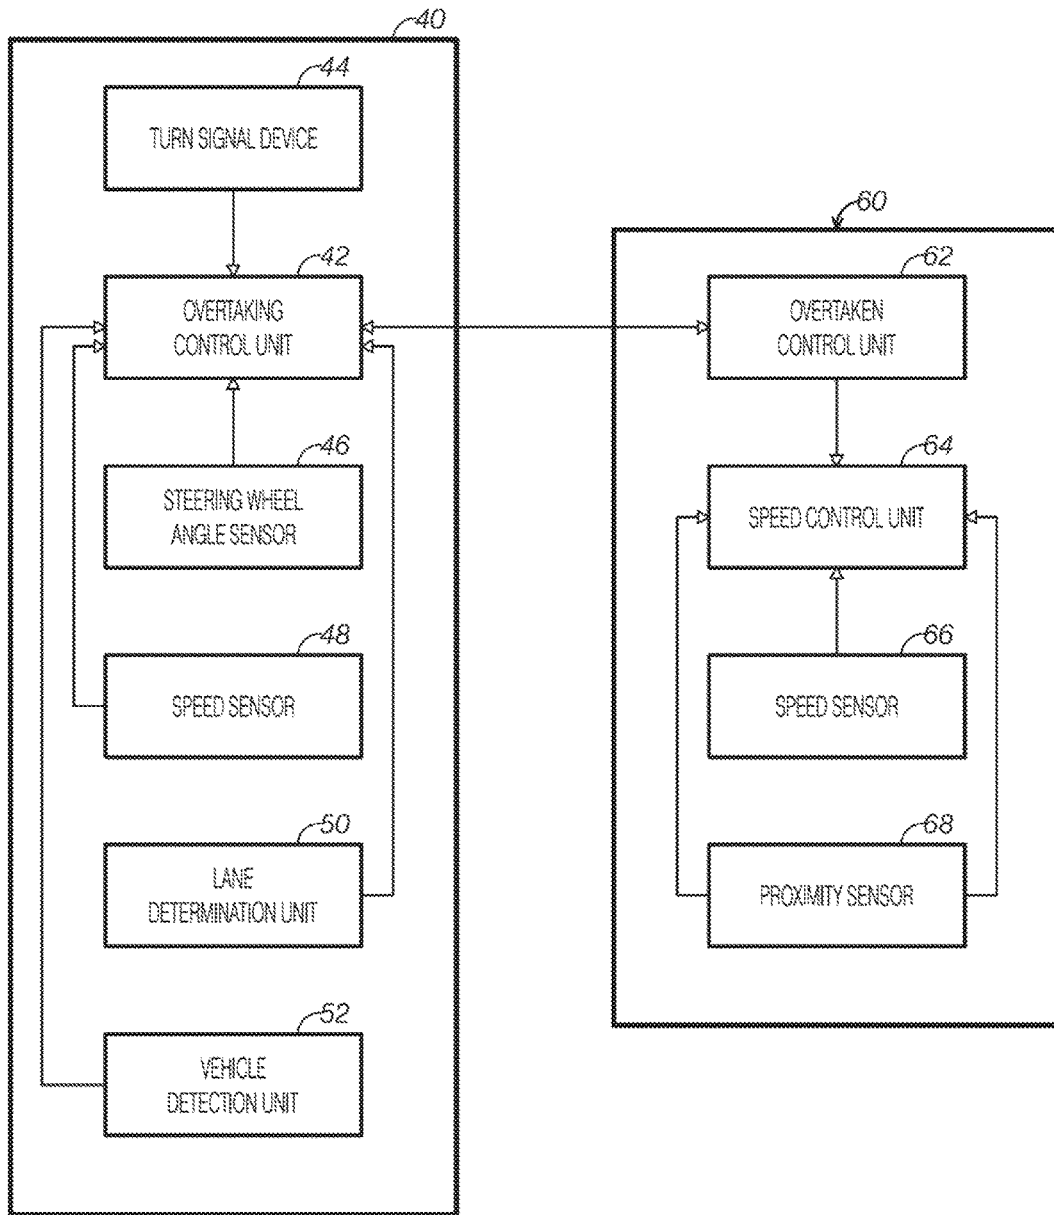 40
44
TURN SIGNAL DEVICE
42
OVERTAKING
CONTROL UNIT
46
STEERING WHEEL
ANGLE SENSOR
48
SPEED SENSOR
50
LANE
DETERMINATION UNIT
52
VEHICLE
DETECTION UNIT
60
62
OVERTAKEN
CONTROL UNIT
64
SPEED CONTROL UNIT
66
SPEED SENSOR
68
PROXIMITY SENSOR